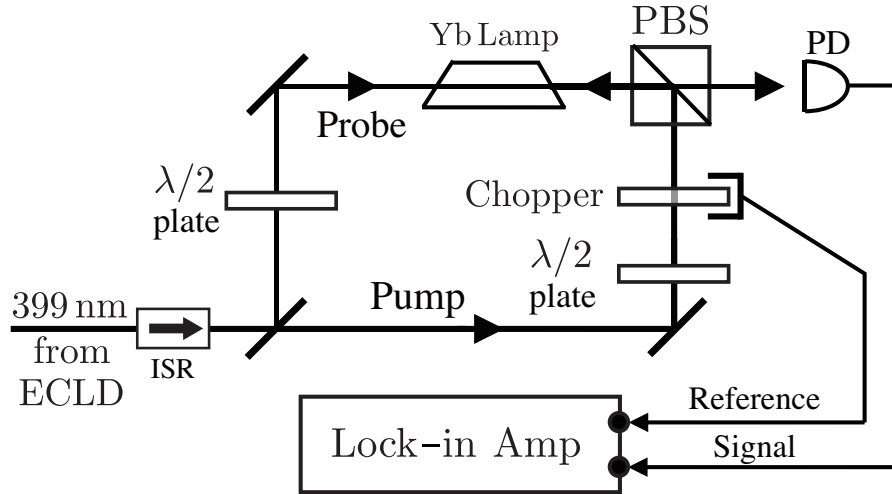 Yb Lamp
PBS
PD
Probe
λ/2
plate
Chopper
λ/2
plate
399 nm
from
ECLD
ISR
Pump
Reference
Lock-in Amp
Signal